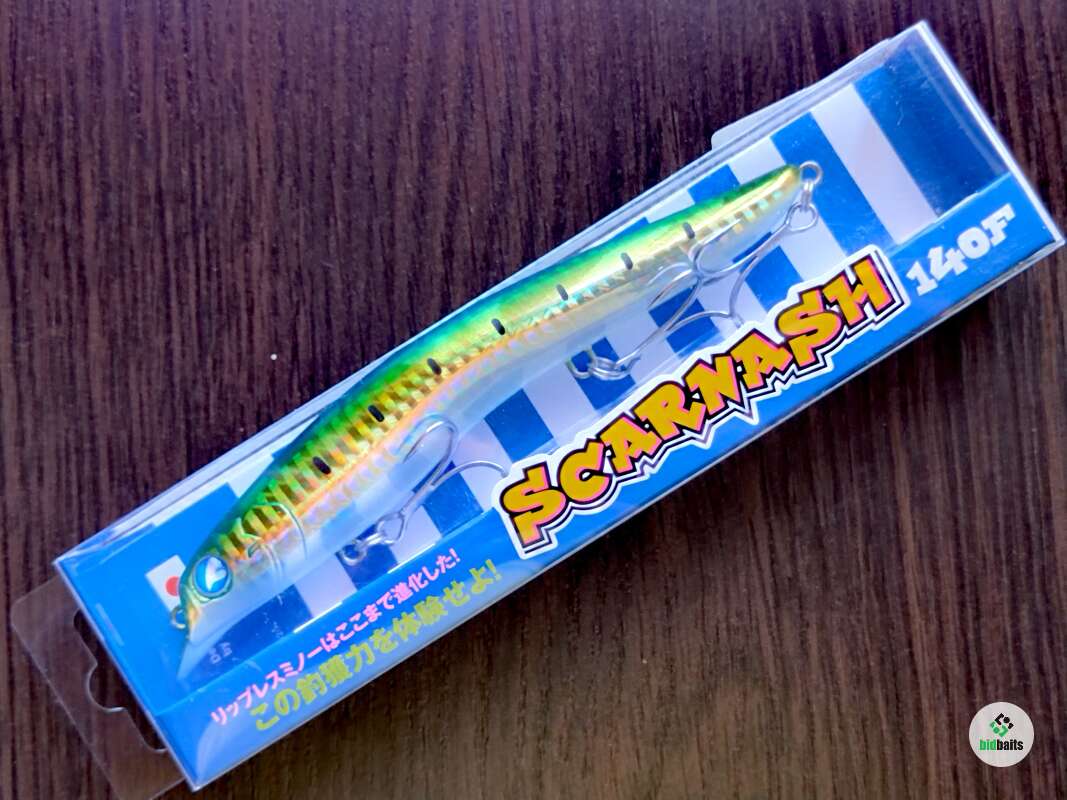 SCARNASH 140F
リップレスミノーはここまで進化した!
この釣獲力を体験せよ!
bidbaits